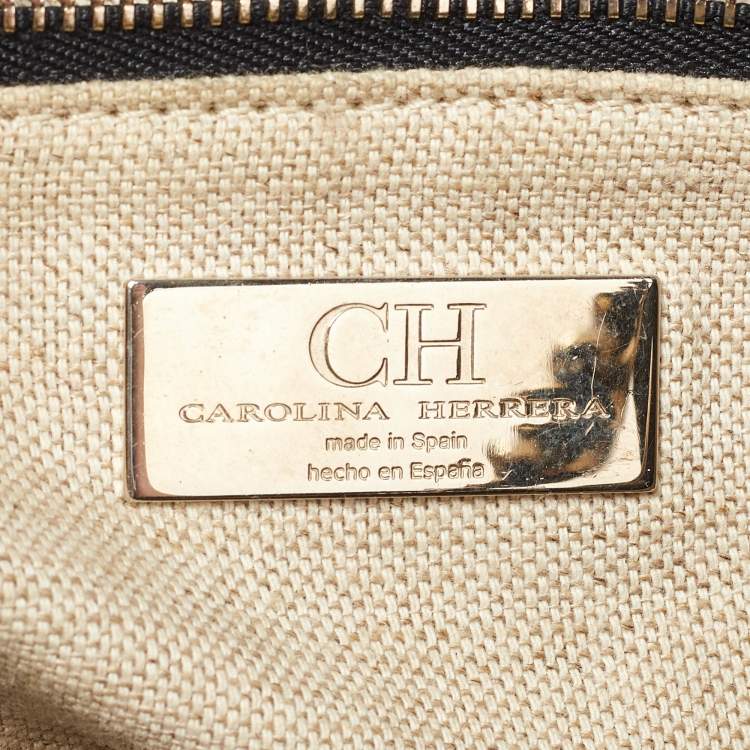 CH
CAROLINA HERRERA
made in Spain
hecho en España